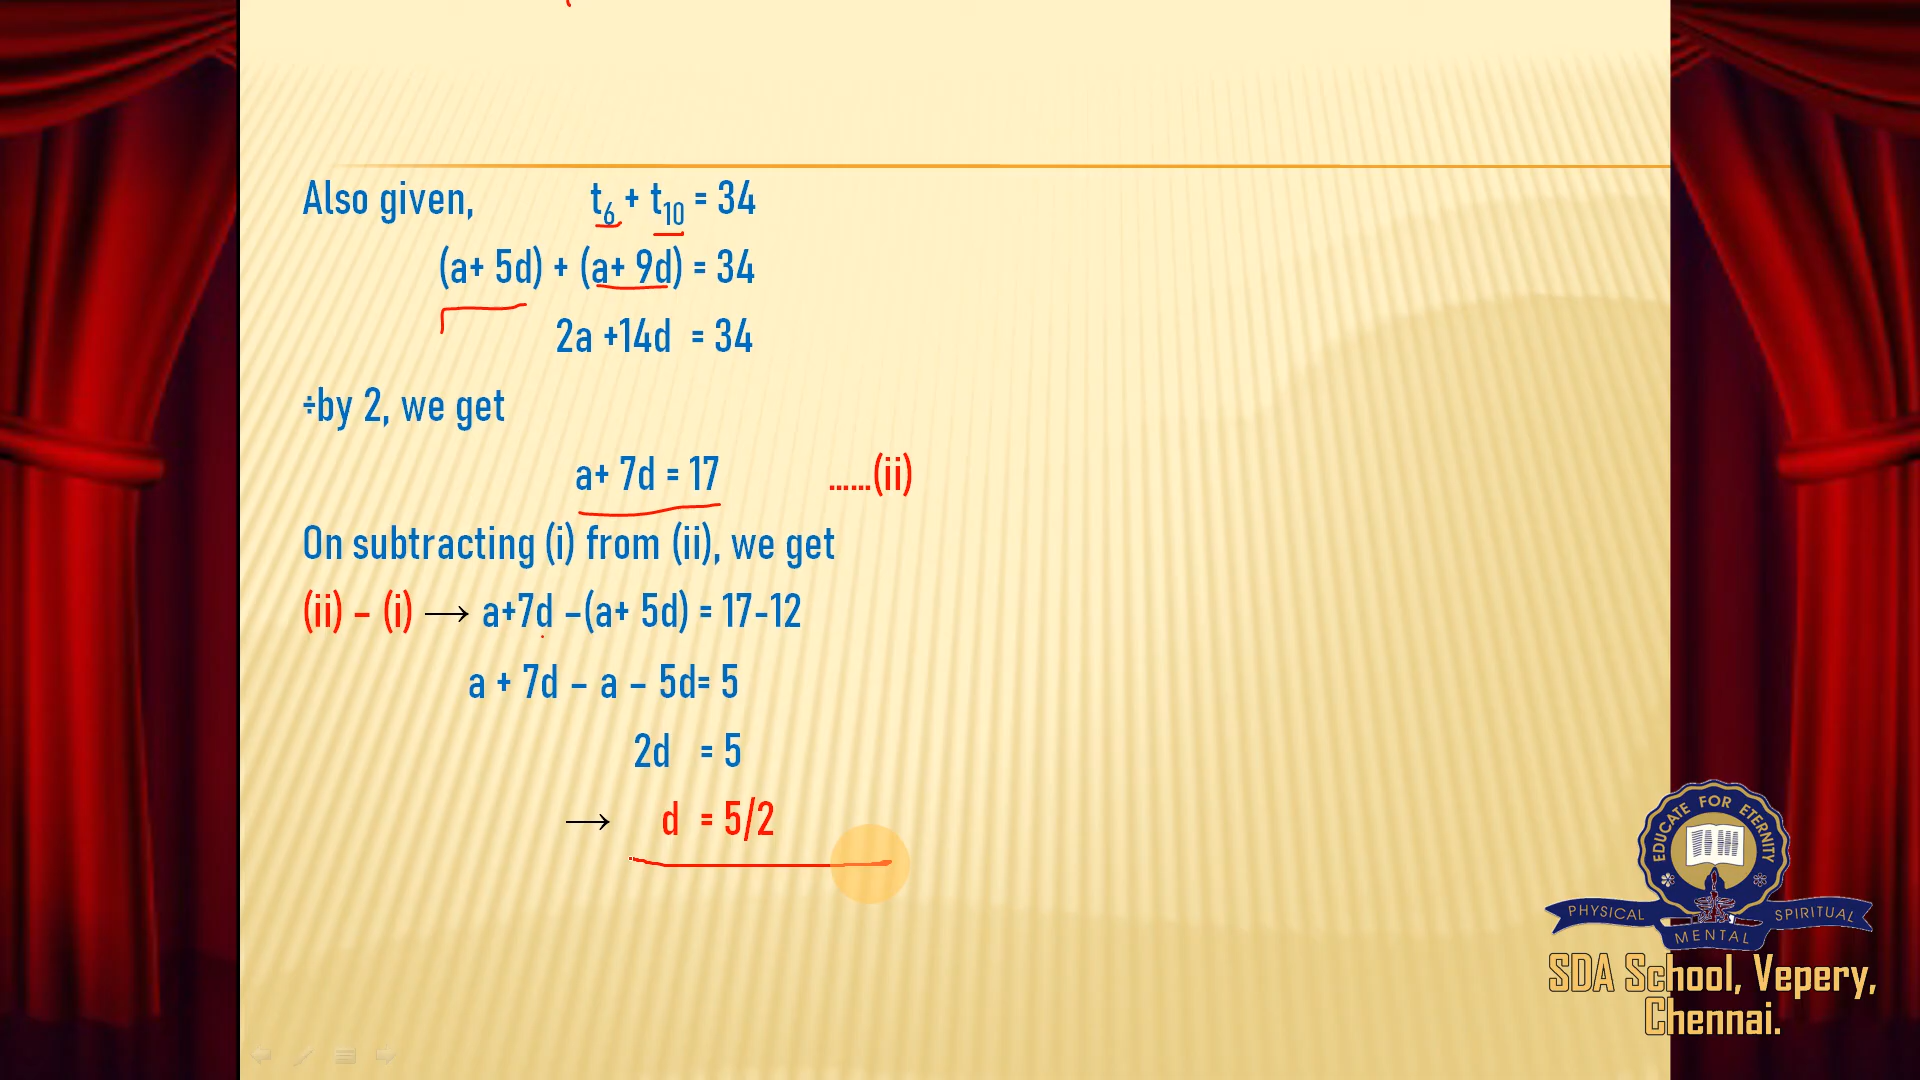 Also given, t₆ + t₁₀ = 34
(a+ 5d) + (a+ 9d) = 34
2a +14d = 34
÷by 2, we get
a+ 7d = 17 ......(ii)
On subtracting (i) from (ii), we get
(ii) – (i) → a+7d –(a+ 5d) = 17-12
a + 7d – a – 5d= 5
2d = 5
→ d = 5/2
EDUCATE FOR ETERNITY
PHYSICAL MENTAL SPIRITUAL
SDA School, Vepery,
Chennai.